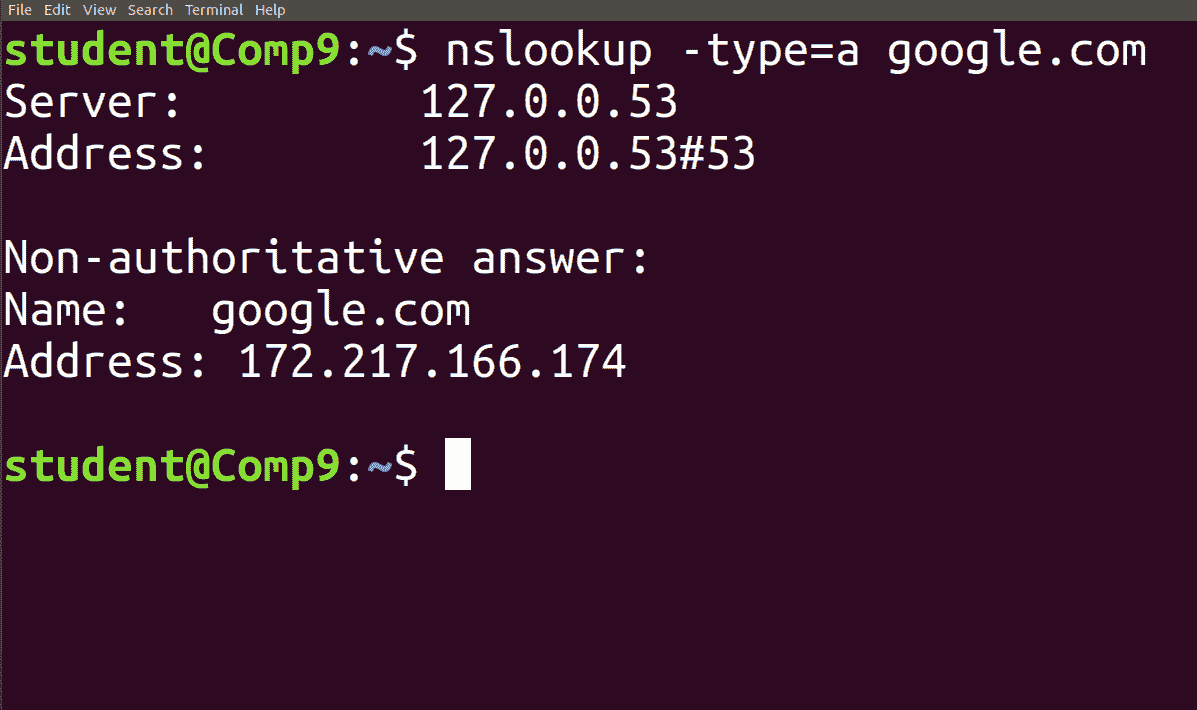 File Edit View Search Terminal Help
student@Comp9:~$ nslookup -type=a google.com
Server: 127.0.0.53
Address: 127.0.0.53#53
Non-authoritative answer:
Name: google.com
Address: 172.217.166.174
student@Comp9:~$